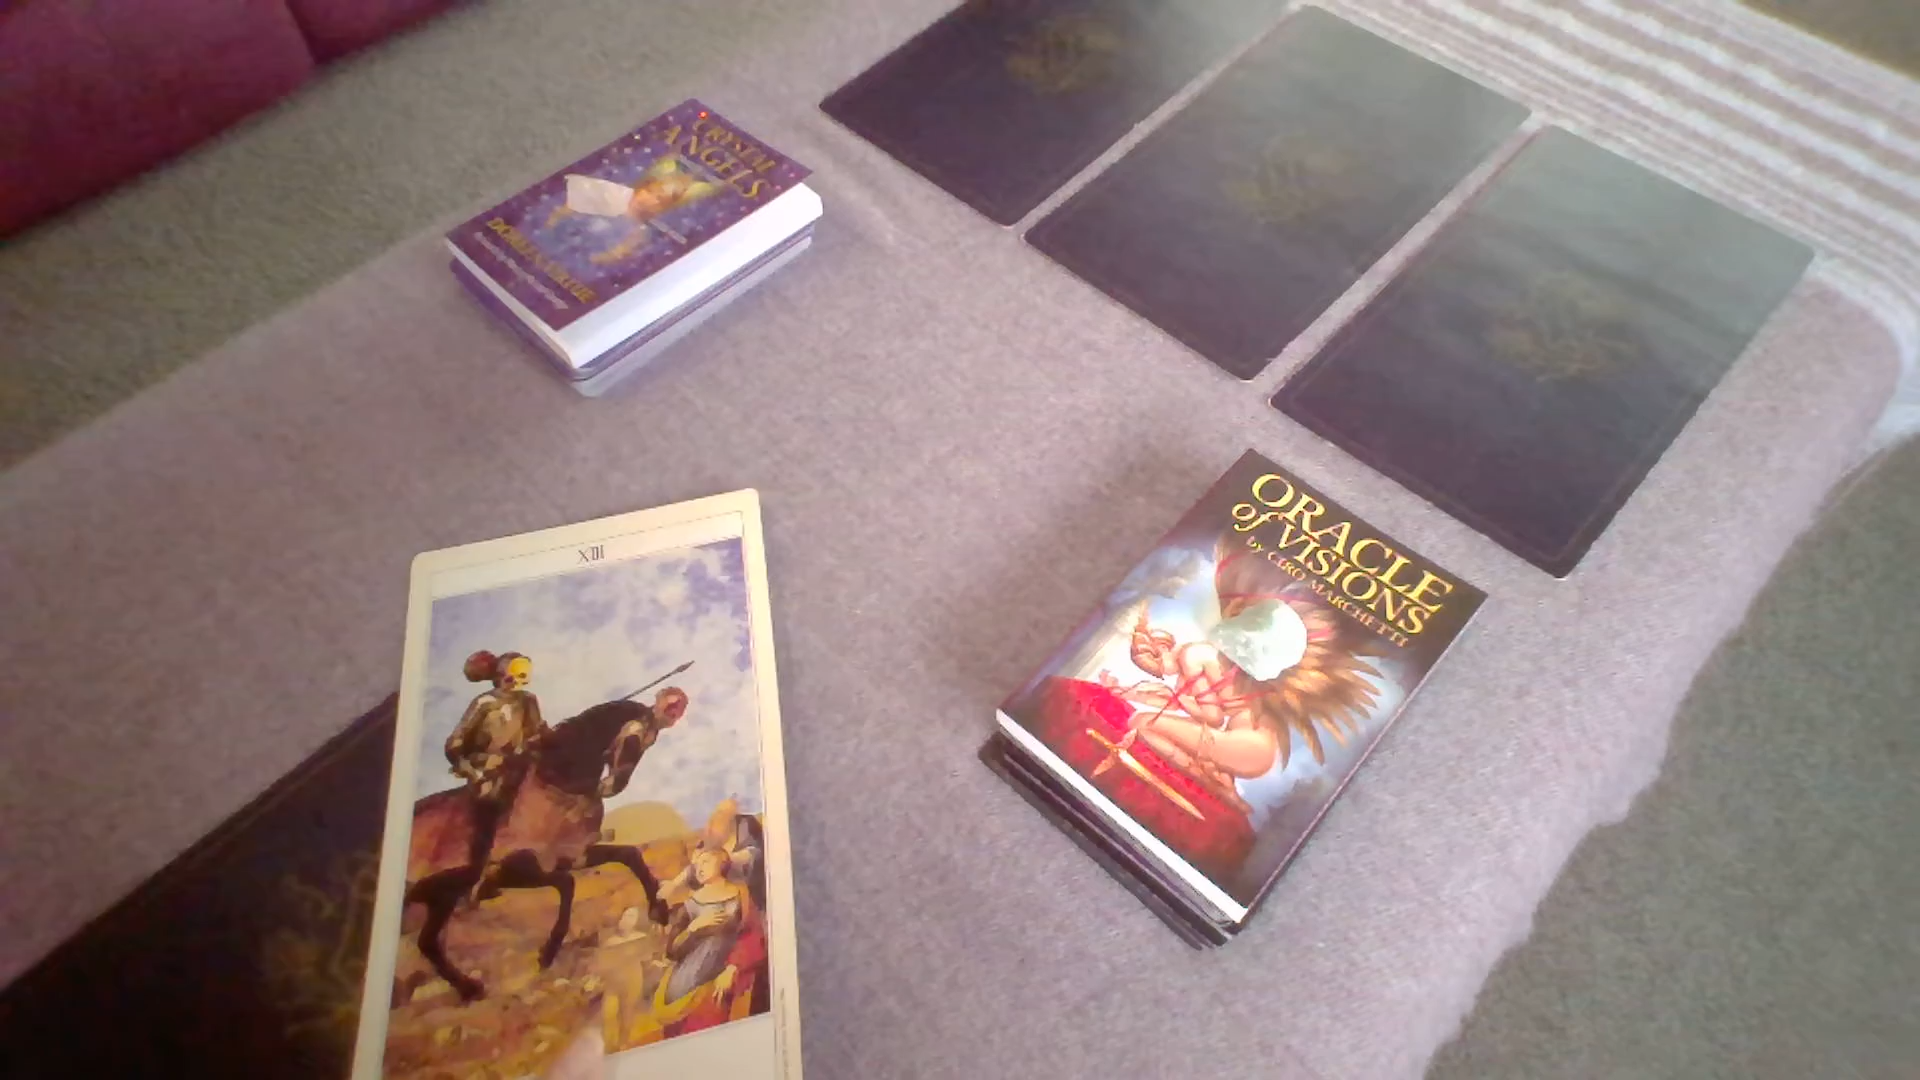 CRYSTAL
ANGELS
DOREEN VIRTUE
XIII
ORACLE
of VISIONS
by CIRO MARCHETTI